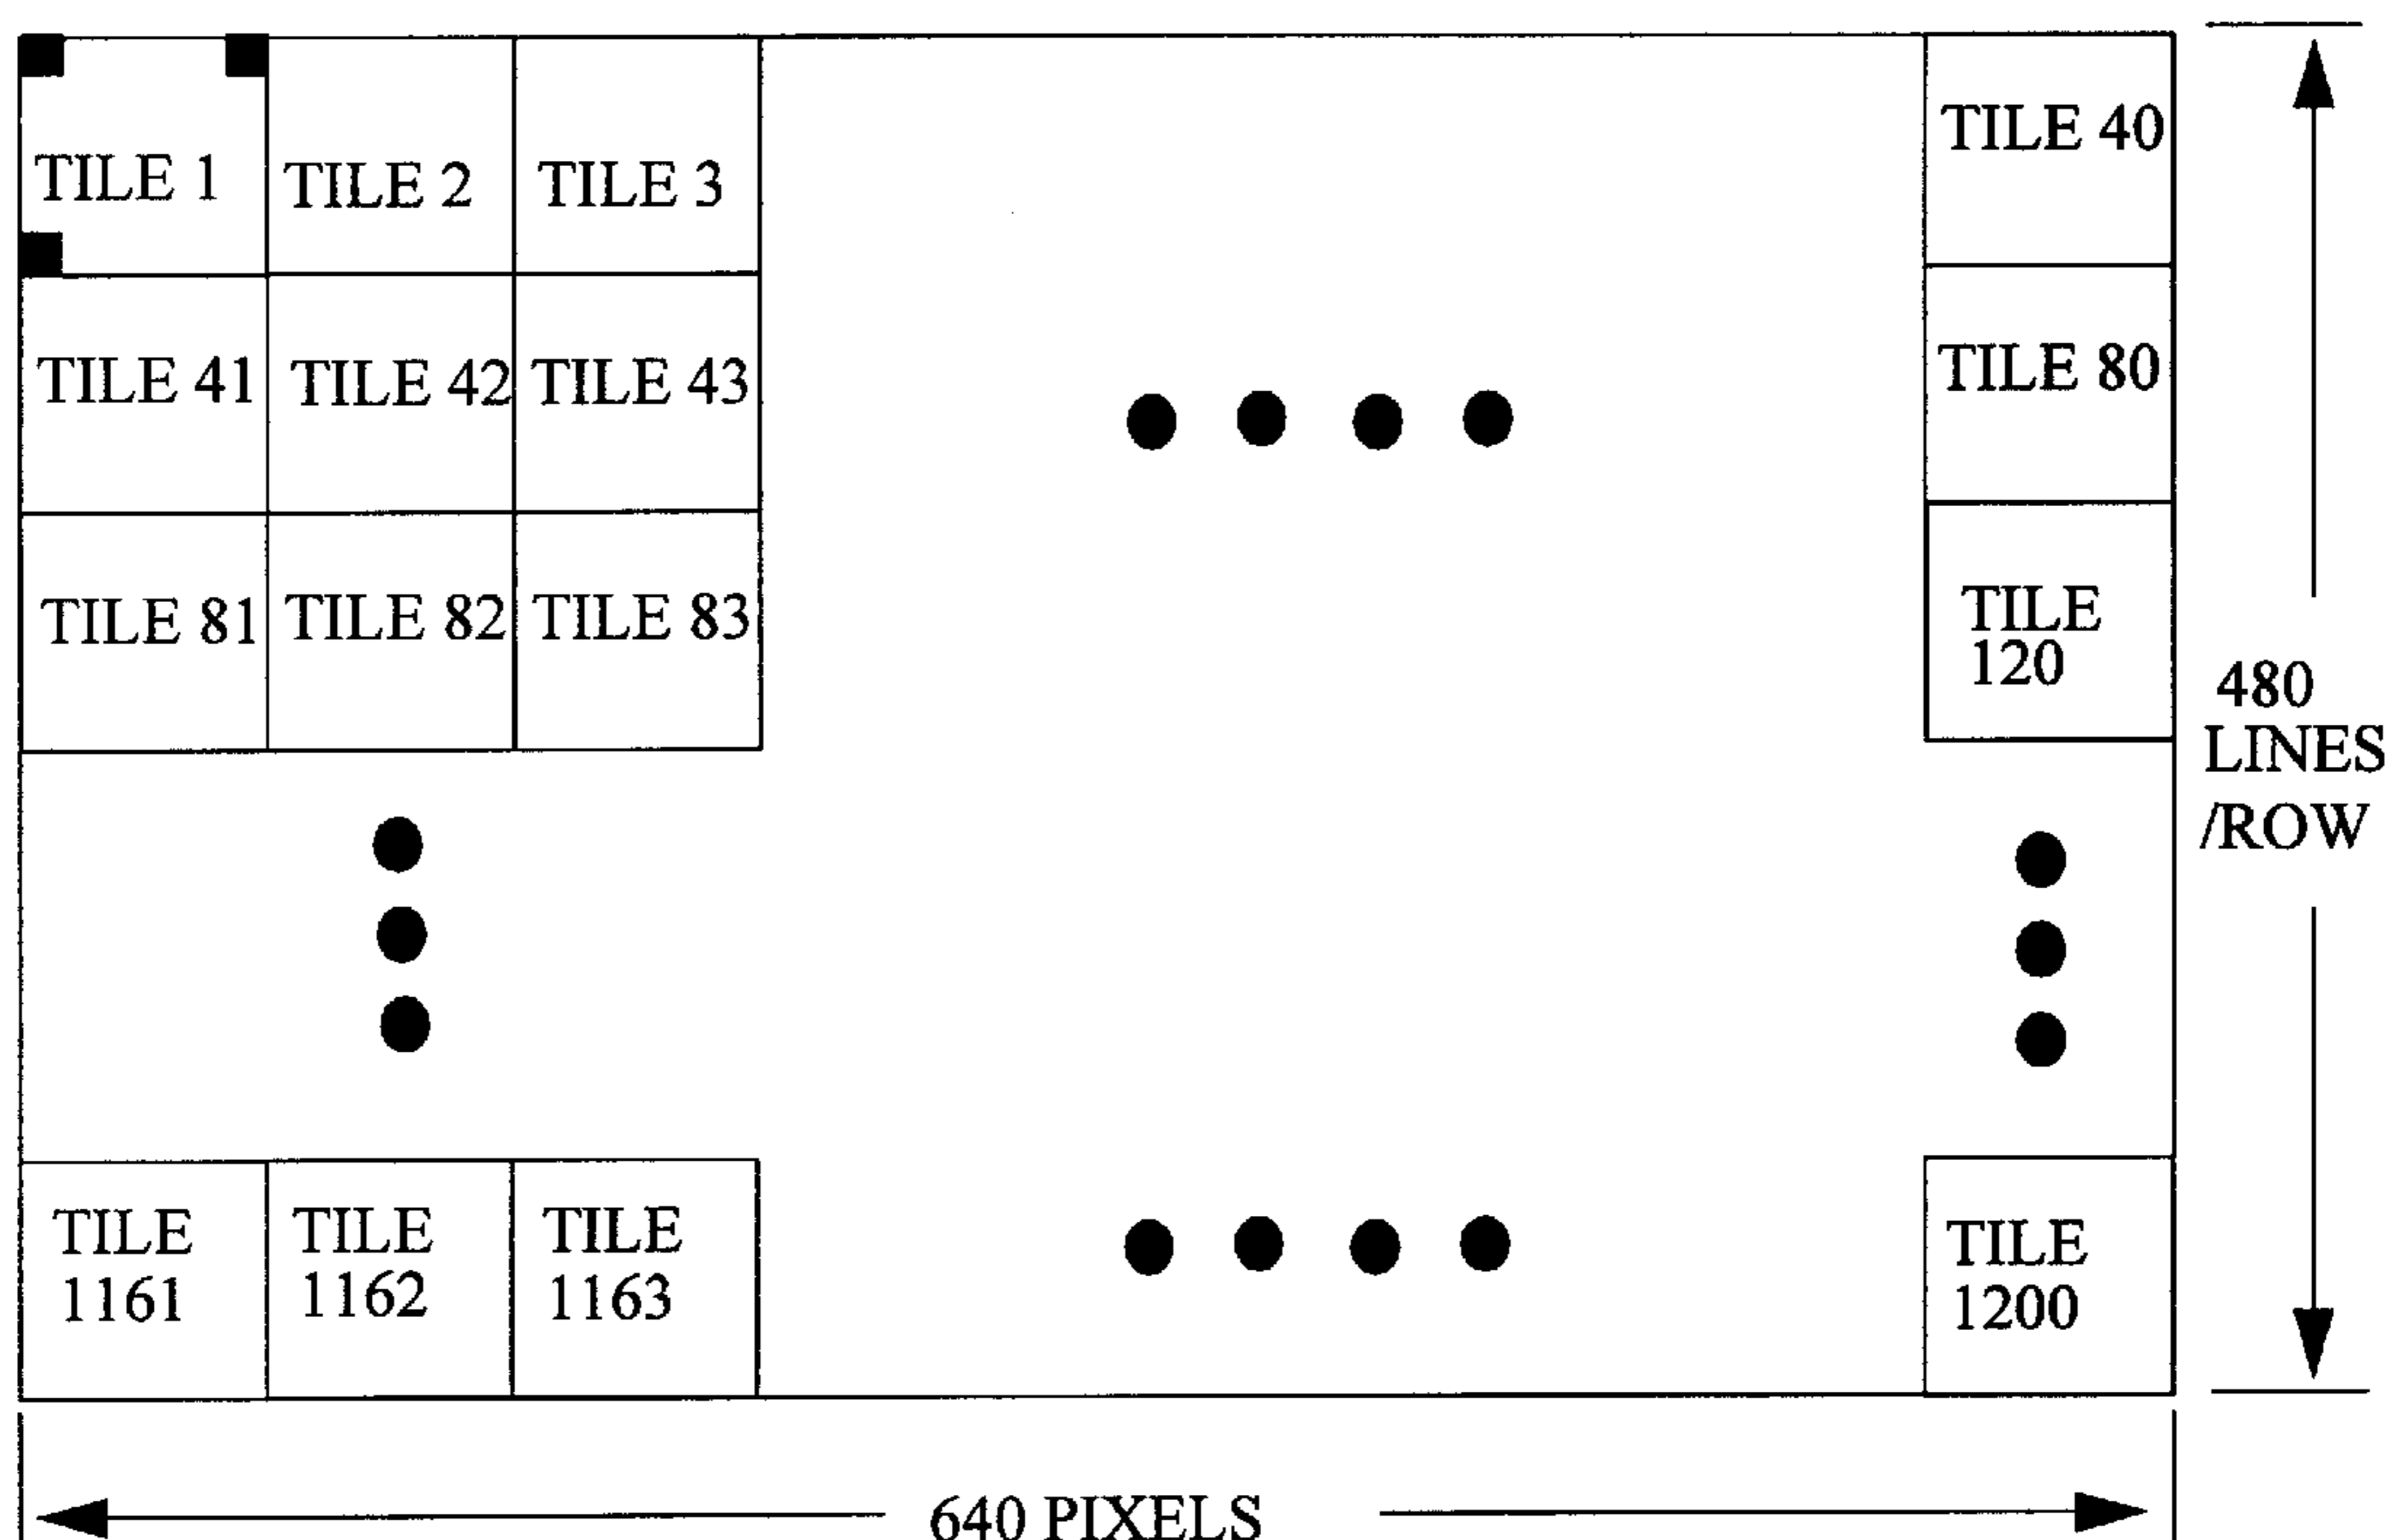 TILE 1
TILE 2
TILE 3
TILE 40
TILE 41
TILE 42
TILE 43
TILE 80
TILE 81
TILE 82
TILE 83
TILE
120
480
LINES
/ROW
TILE
1161
TILE
1162
TILE
1163
TILE
1200
640 PIXELS